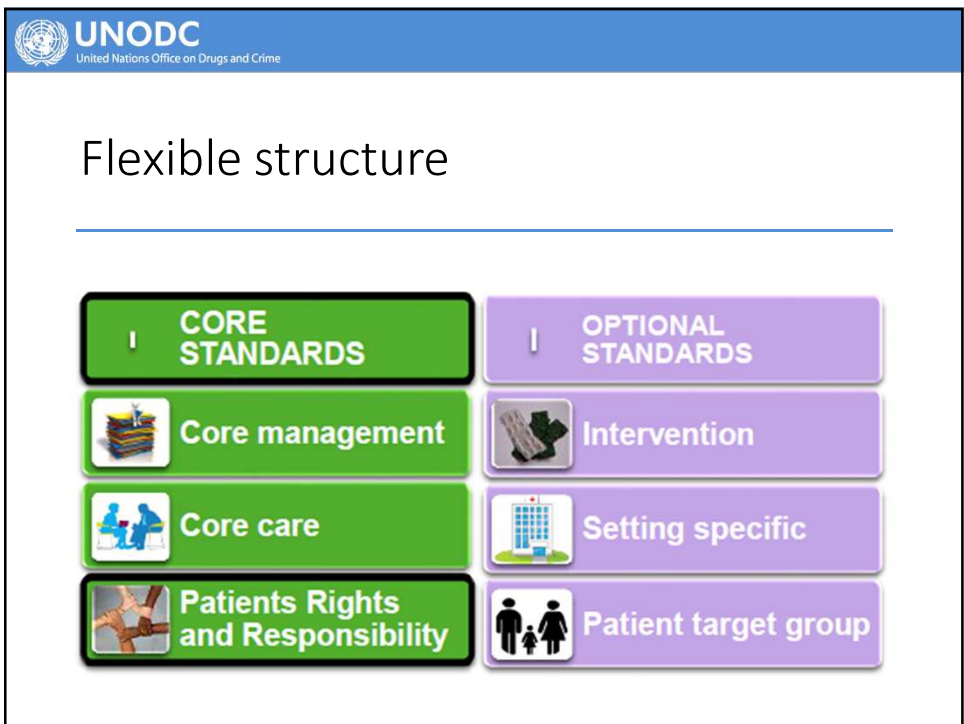 UNODC
United Nations Office on Drugs and Crime
Flexible structure
I CORE
STANDARDS
Core management
Core care
Patients Rights
and Responsibility
I OPTIONAL
STANDARDS
Intervention
Setting specific
Patient target group